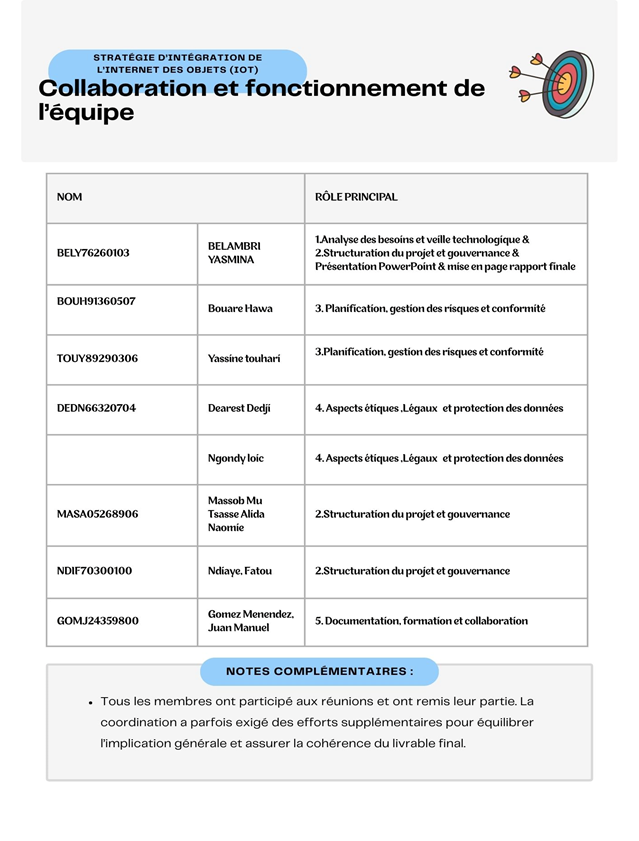 STRATÉGIE D'INTÉGRATION DE
L'INTERNET DES OBJETS (IOT)
Collaboration et fonctionnement de
l'équipe
NOM
RÔLE PRINCIPAL
BELY76260103
BELAMBRI
YASMINA
1.Analyse des besoins et veille technologique &
2.Structuration du projet et gouvernance &
Présentation PowerPoint & mise en page rapport finale
BOUH91360507
Bouare Hawa
3. Planification, gestion des risques et conformité
TOUY89290306
Yassine touhari
3.Planification, gestion des risques et conformité
DEDN66320704
Dearest Dedji
4. Aspects étiques ,Légaux et protection des données
Ngondy loic
4. Aspects étiques ,Légaux et protection des données
MASA05268906
Massob Mu
Tsasse Alida
Naomie
2.Structuration du projet et gouvernance
NDIF70300100
Ndiaye, Fatou
2.Structuration du projet et gouvernance
GOMJ24359800
Gomez Menendez,
Juan Manuel
5. Documentation, formation et collaboration
NOTES COMPLÉMENTAIRES :
• Tous les membres ont participé aux réunions et ont remis leur partie. La
coordination a parfois exigé des efforts supplémentaires pour équilibrer
l'implication générale et assurer la cohérence du livrable final.